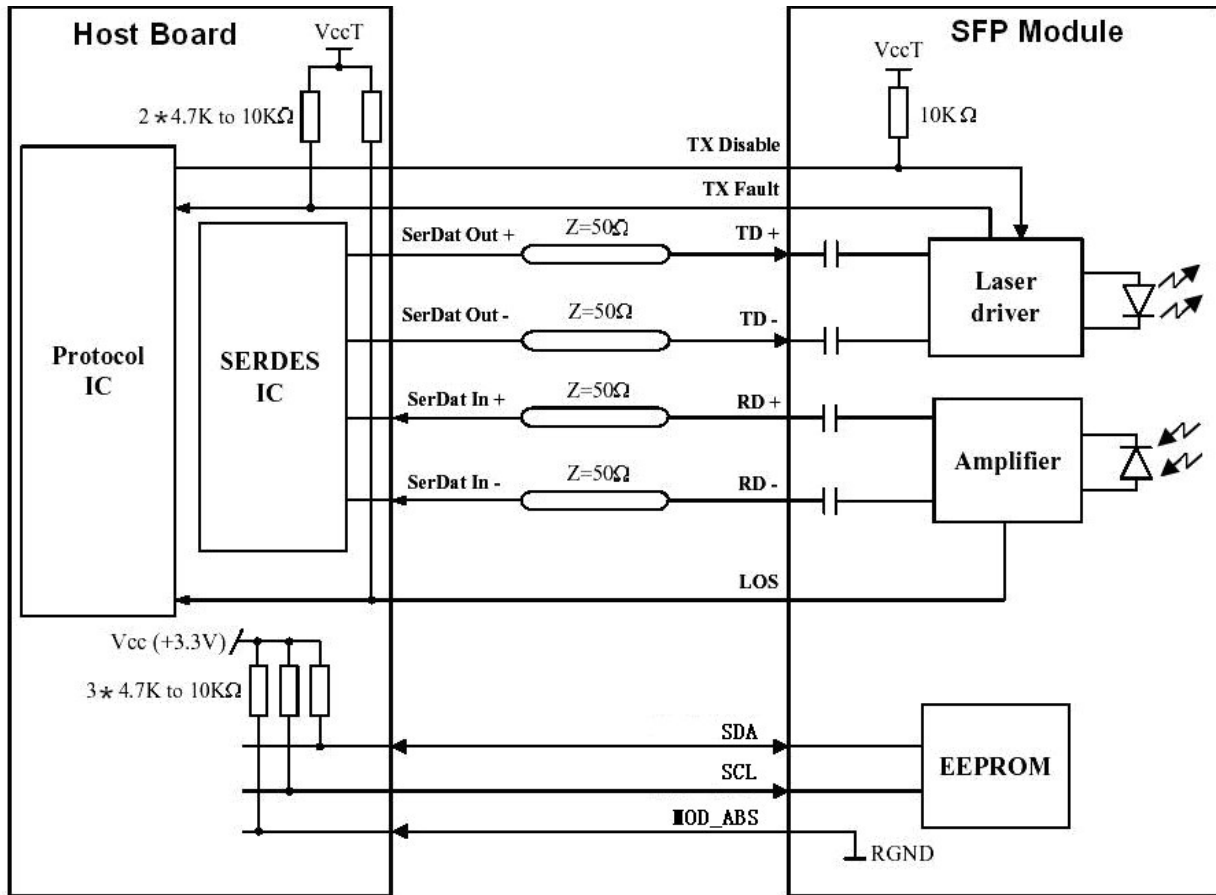 Host Board
SFP Module
VccT
VccT
2*4.7K to 10KΩ
10KΩ
TX Disable
TX Fault
SerDat Out +
Z=50Ω
TD +
Laser
driver
SerDat Out -
Z=50Ω
TD -
Protocol
IC
SERDES
IC
SerDat In +
Z=50Ω
RD +
Amplifier
SerDat In -
Z=50Ω
RD -
LOS
Vcc (+3.3V)
3*4.7K to 10KΩ
SDA
SCL
EEPROM
MOD_ABS
RGND